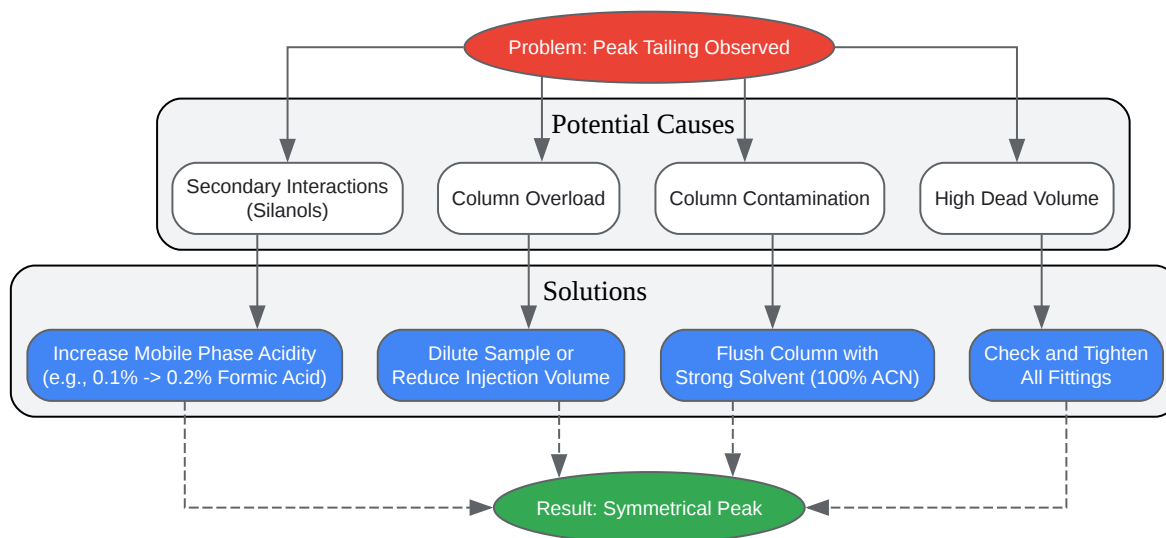 Problem: Peak Tailing Observed
Potential Causes
Secondary Interactions
(Silanols)
Column Overload
Column Contamination
High Dead Volume
Solutions
Increase Mobile Phase Acidity
(e.g., 0.1% -> 0.2% Formic Acid)
Dilute Sample or
Reduce Injection Volume
Flush Column with
Strong Solvent (100% ACN)
Check and Tighten
All Fittings
Result: Symmetrical Peak